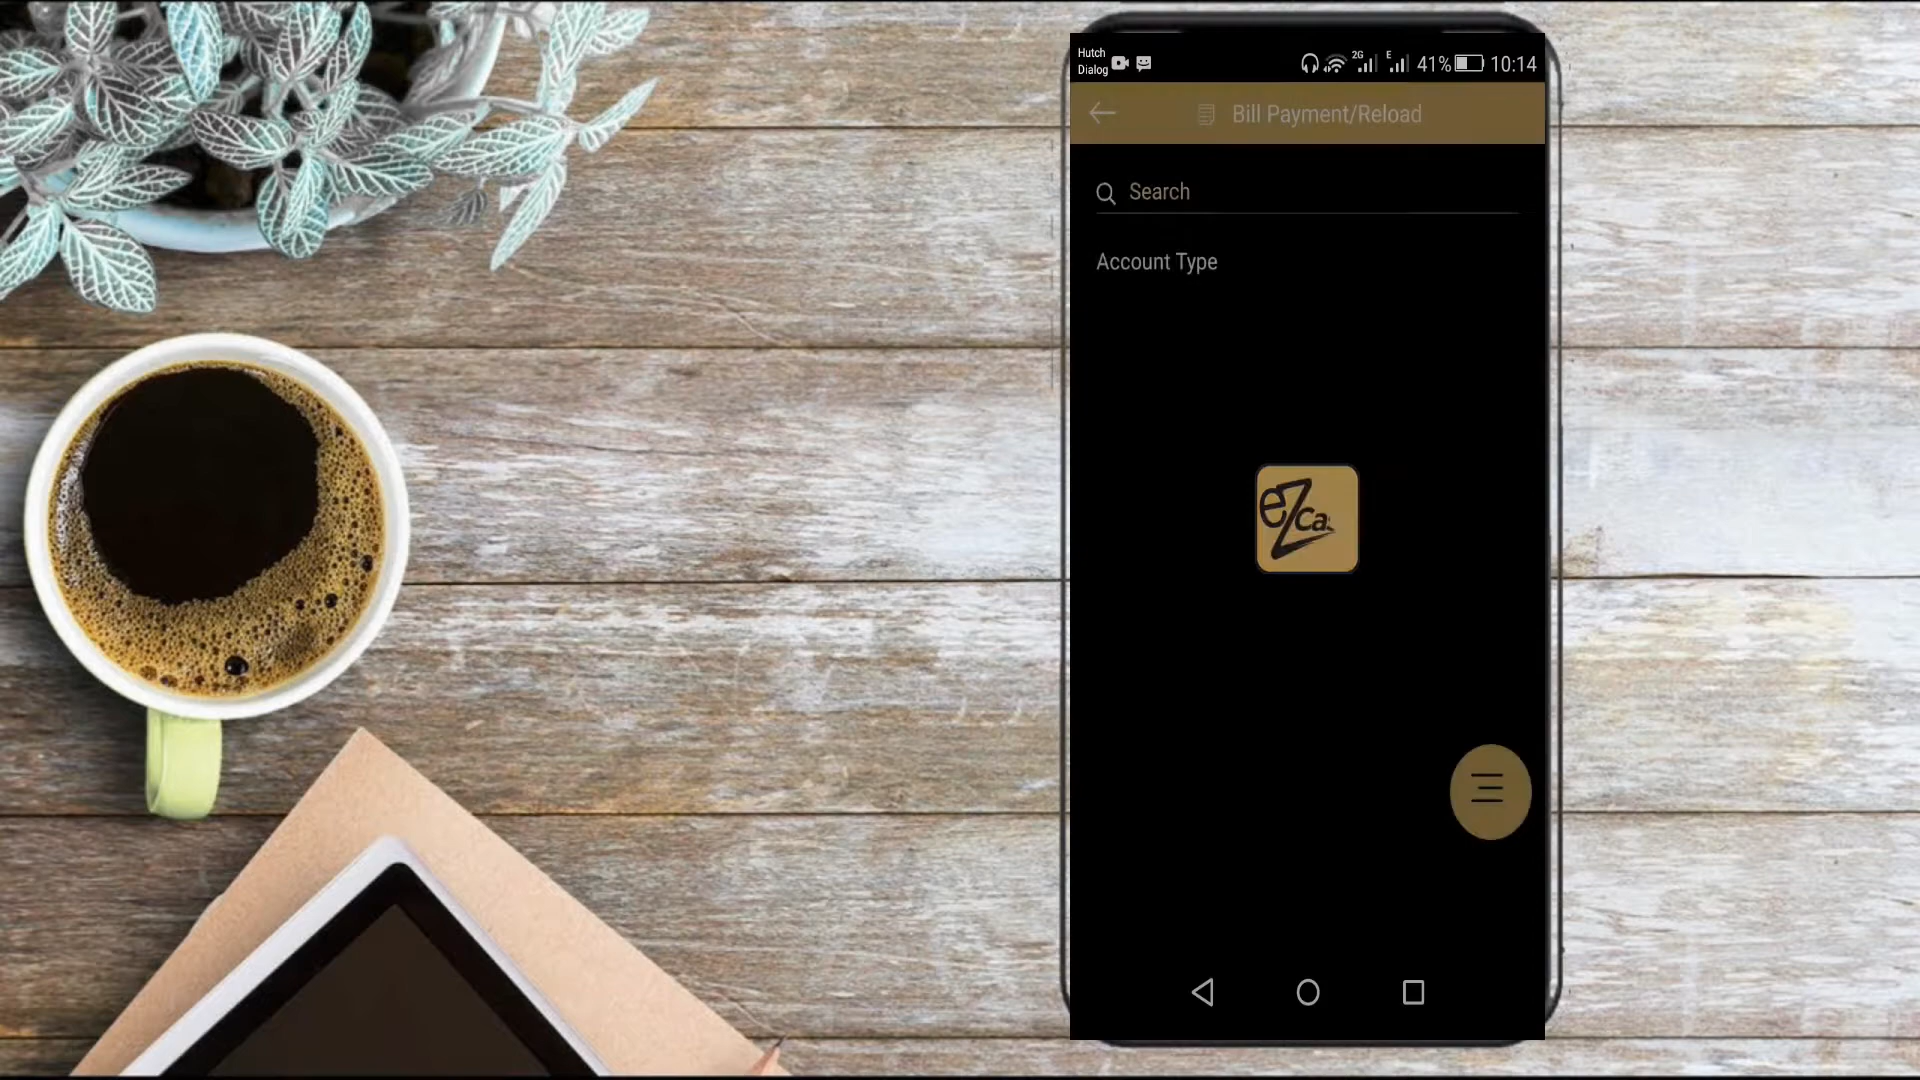 Hutch
Dialog
2G
E
41%
10:14
Bill Payment/Reload
Search
Account Type
eZca